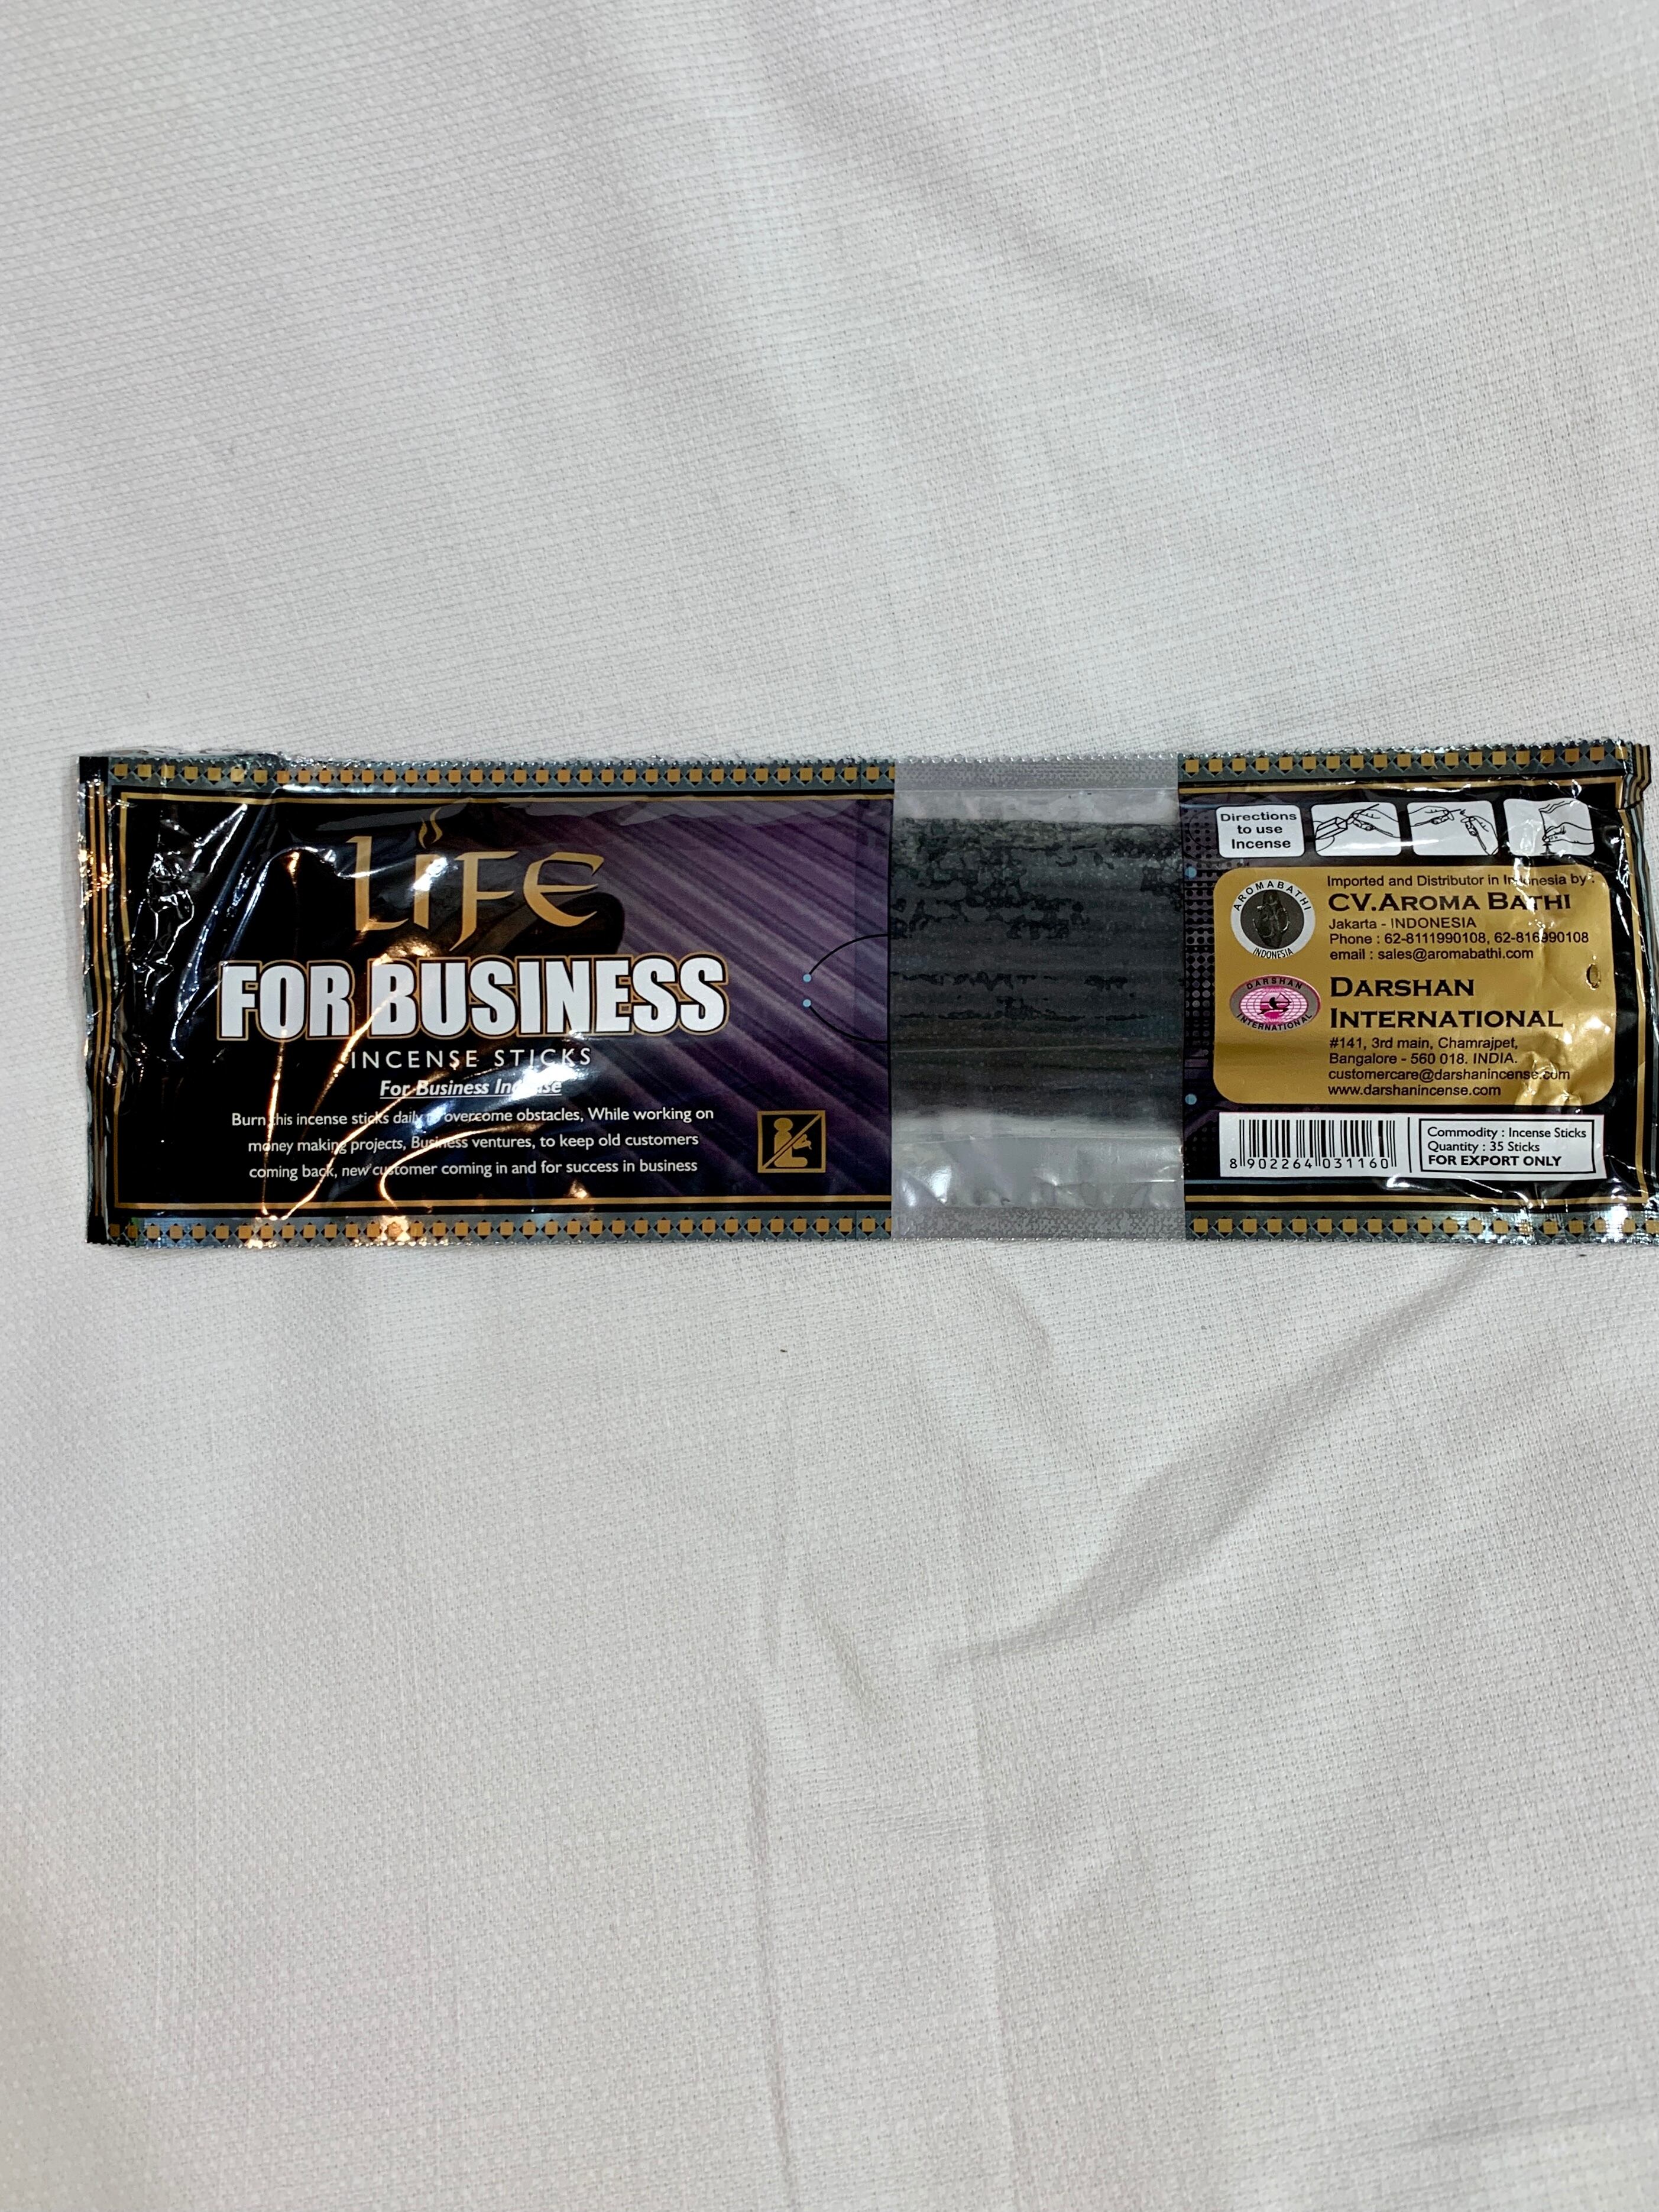 LiFE
FOR BUSINESS
INCENSE STICKS
For Business Incense
Burn this incense sticks daily to overcome obstacles, While working on
money making projects, Business ventures, to keep old customers
coming back, new customer coming in and for success in business
Directions
to use
Incense
AROMABATHI
INDONESIA
Imported and Distributor in Indonesia by :
CV.AROMA BATHI
Jakarta - INDONESIA
Phone : 62-8111990108, 62-816990108
email : sales@aromabathi.com
DARSHAN
INTERNATIONAL
DARSHAN
INTERNATIONAL
#141, 3rd main, Chamrajpet,
Bangalore - 560 018. INDIA.
customercare@darshanincense.com
www.darshanincense.com
8 902264 031160
Commodity : Incense Sticks
Quantity : 35 Sticks
FOR EXPORT ONLY